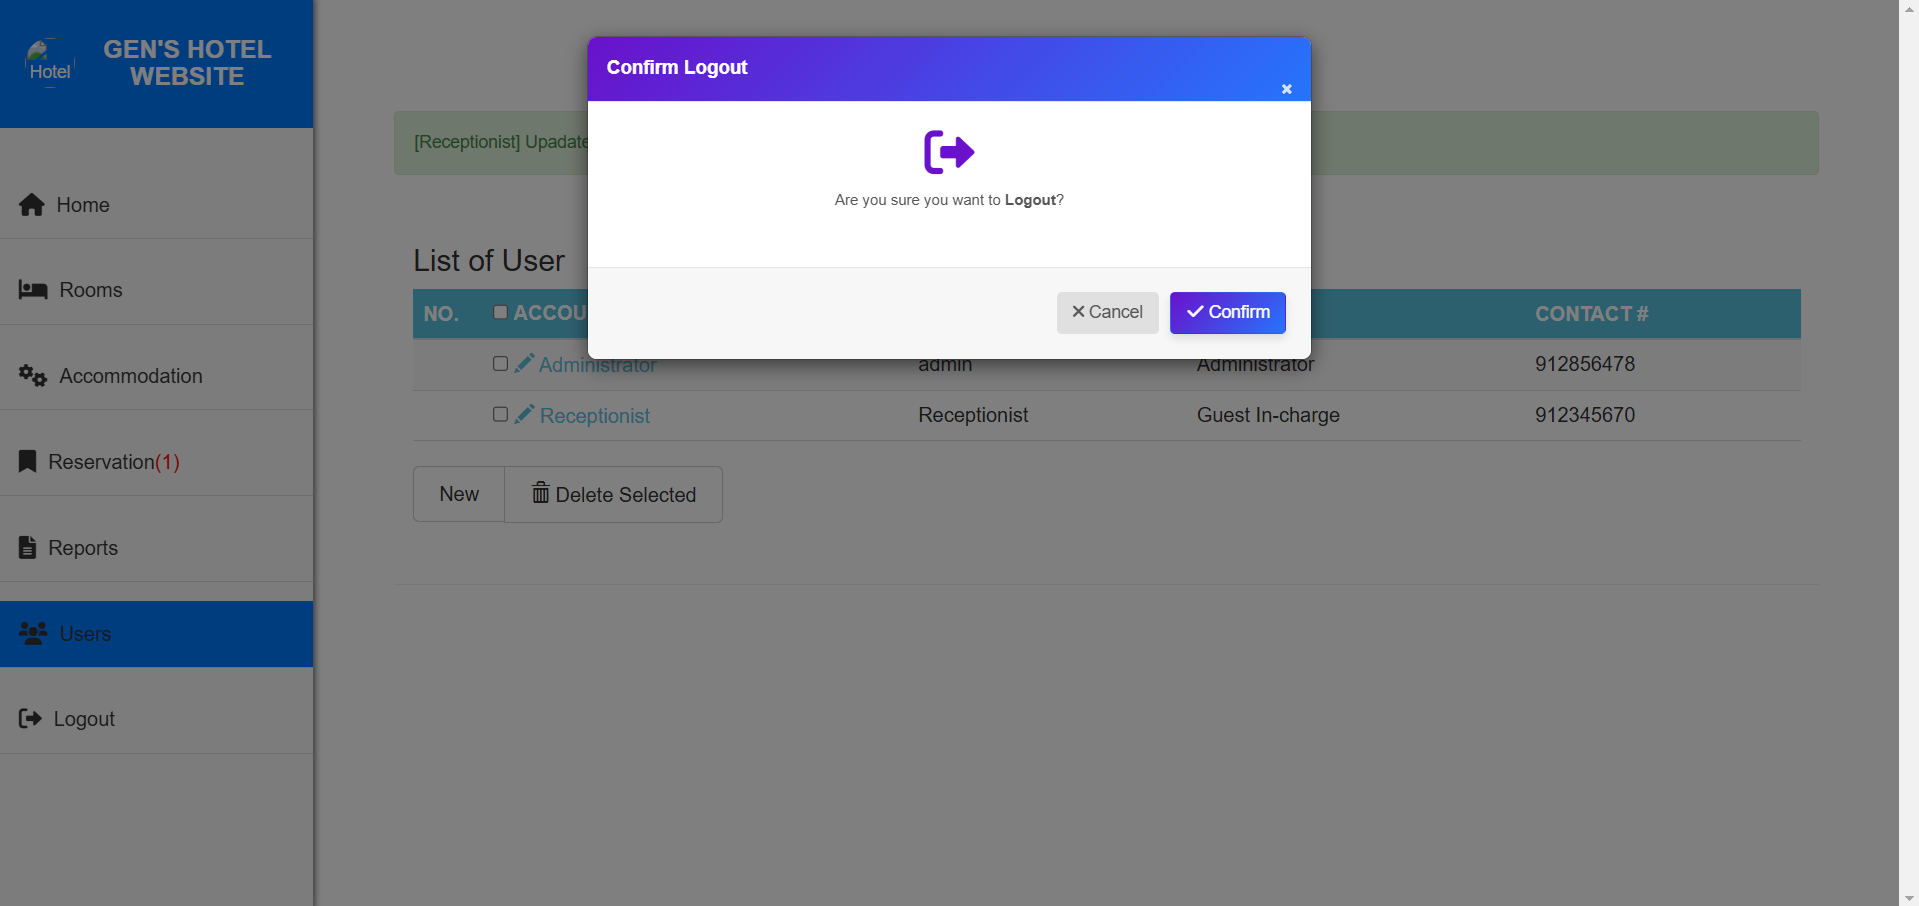 Hotel
GEN'S HOTEL
WEBSITE
Home
Rooms
Accommodation
Reservation(1)
Reports
Users
Logout
Confirm Logout
Are you sure you want to Logout?
Cancel
Confirm
[Receptionist] Upadate
List of User
NO. ACCOU CONTACT #
Administrator admin Administrator 912856478
Receptionist Receptionist Guest In-charge 912345670
New
Delete Selected